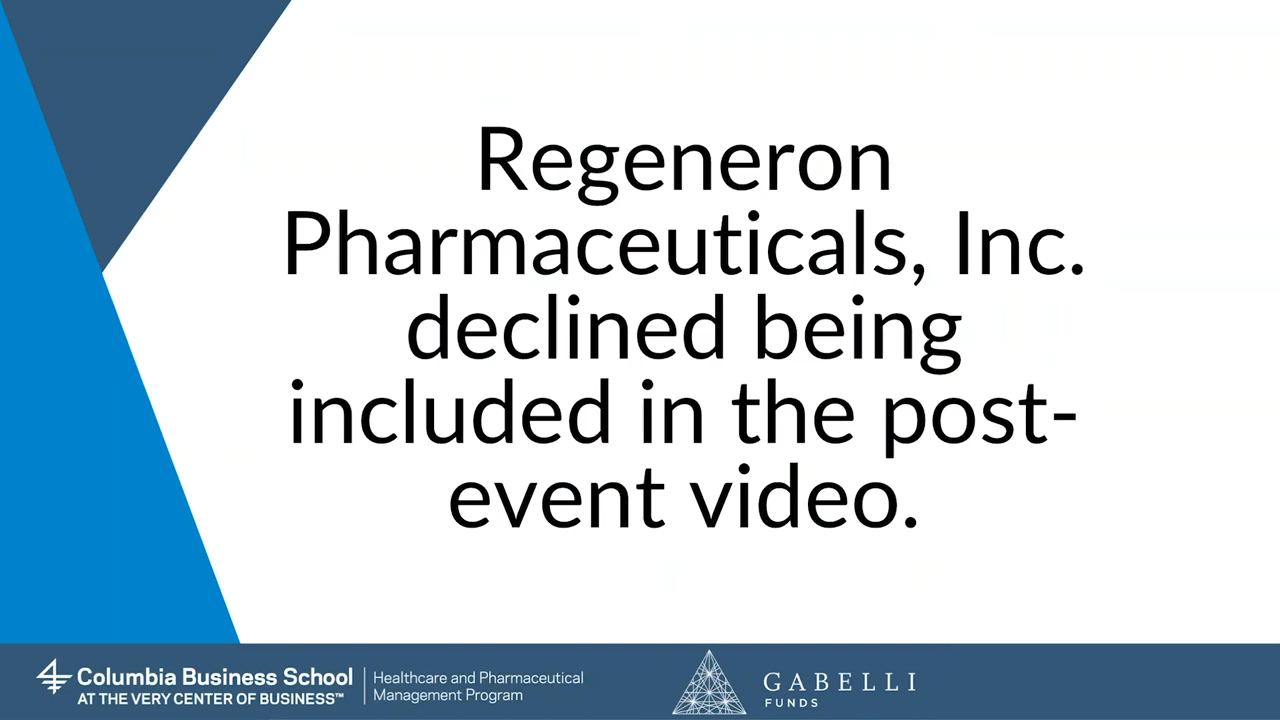 Regeneron
Pharmaceuticals, Inc.
declined being
included in the post-
event video.
Columbia Business School
AT THE VERY CENTER OF BUSINESS™
Healthcare and Pharmaceutical
Management Program
GABELLI
FUNDS